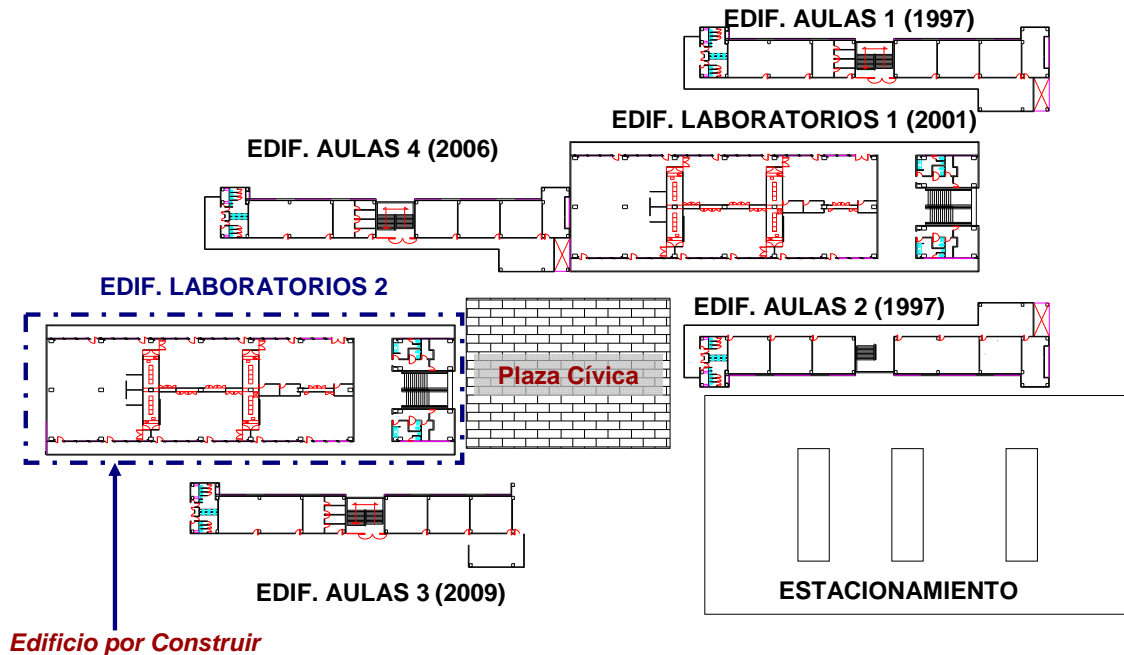 EDIF. AULAS 1 (1997)
EDIF. LABORATORIOS 1 (2001)
EDIF. AULAS 4 (2006)
EDIF. LABORATORIOS 2
EDIF. AULAS 2 (1997)
Plaza Cívica
EDIF. AULAS 3 (2009)
ESTACIONAMIENTO
Edificio por Construir